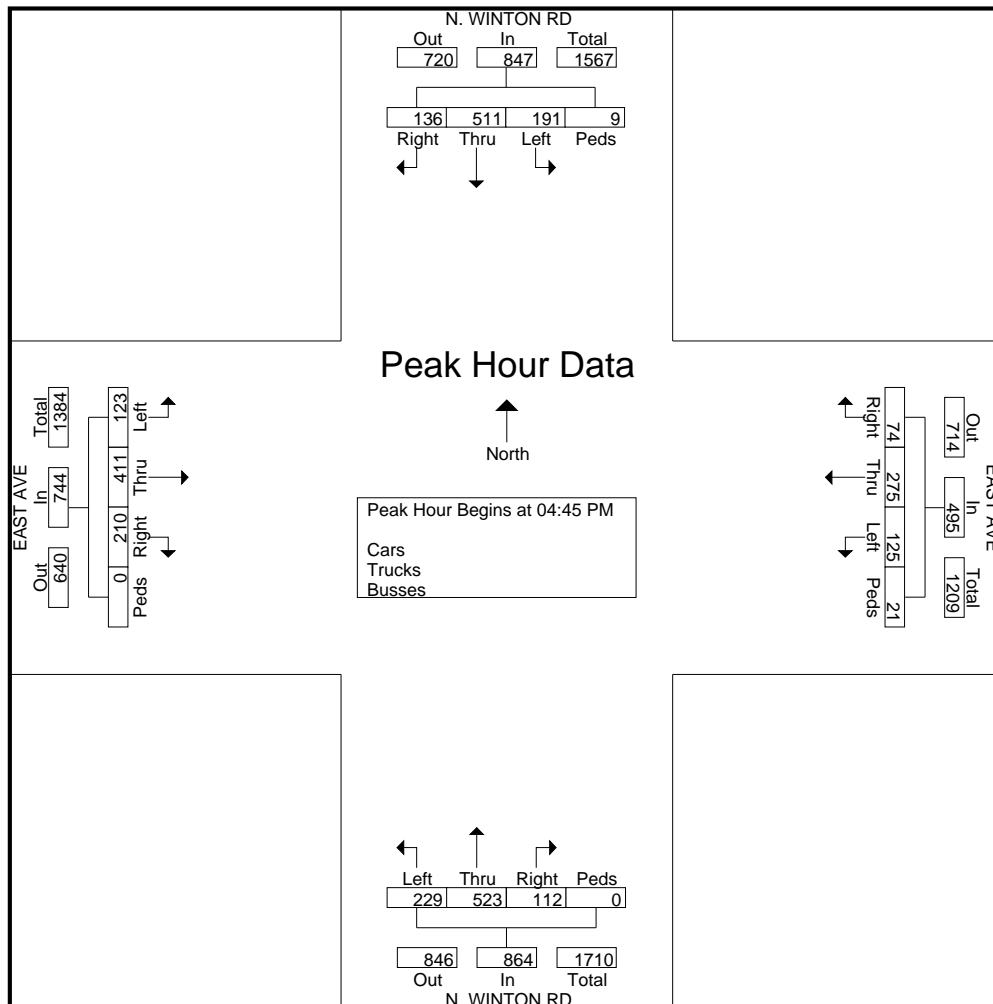 N. WINTON RD
Out In Total
720 847 1567
136 511 191 9
Right Thru Left Peds
Peak Hour Data
North
Peak Hour Begins at 04:45 PM
Cars
Trucks
Busses
EAST AVE
Total In Out
1384 744 640
123 411 210 0
Left Thru Right Peds
Right Thru Left Peds
74 275 125 21
Out In Total
714 495 1209
EAST AVE
Left Thru Right Peds
229 523 112 0
846 864 1710
Out In Total
N. WINTON RD